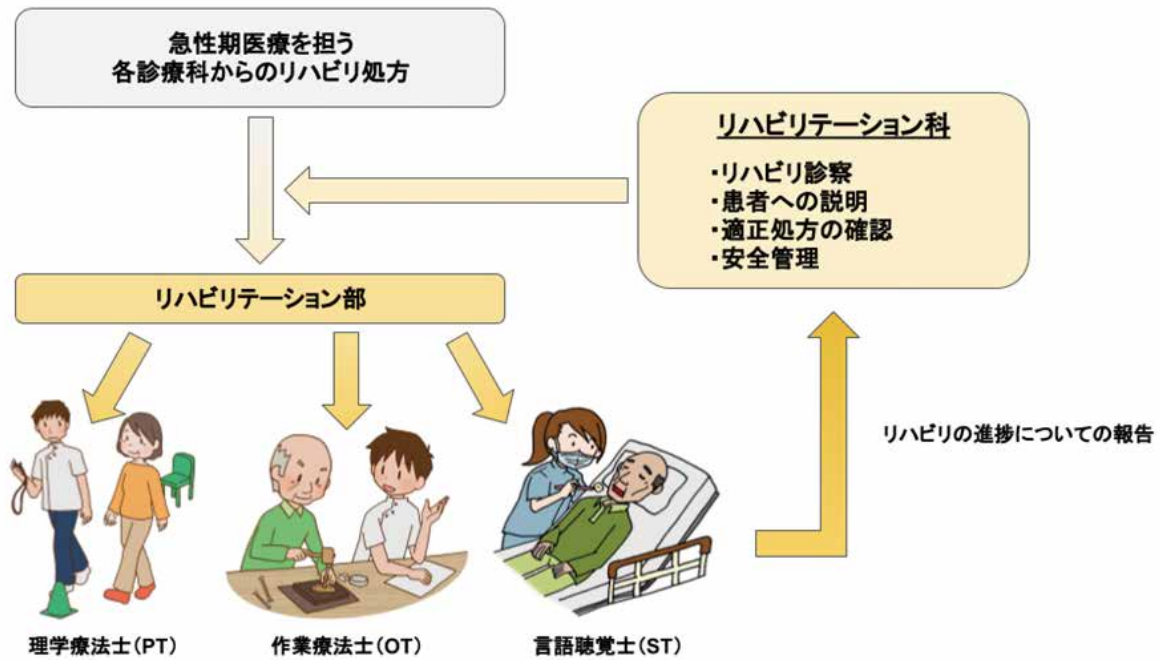 急性期医療を担う
各診療科からのリハビリ処方
リハビリテーション科
・リハビリ診察
・患者への説明
・適正処方の確認
・安全管理
リハビリテーション部
リハビリの進捗についての報告
理学療法士(PT)
作業療法士(OT)
言語聴覚士(ST)